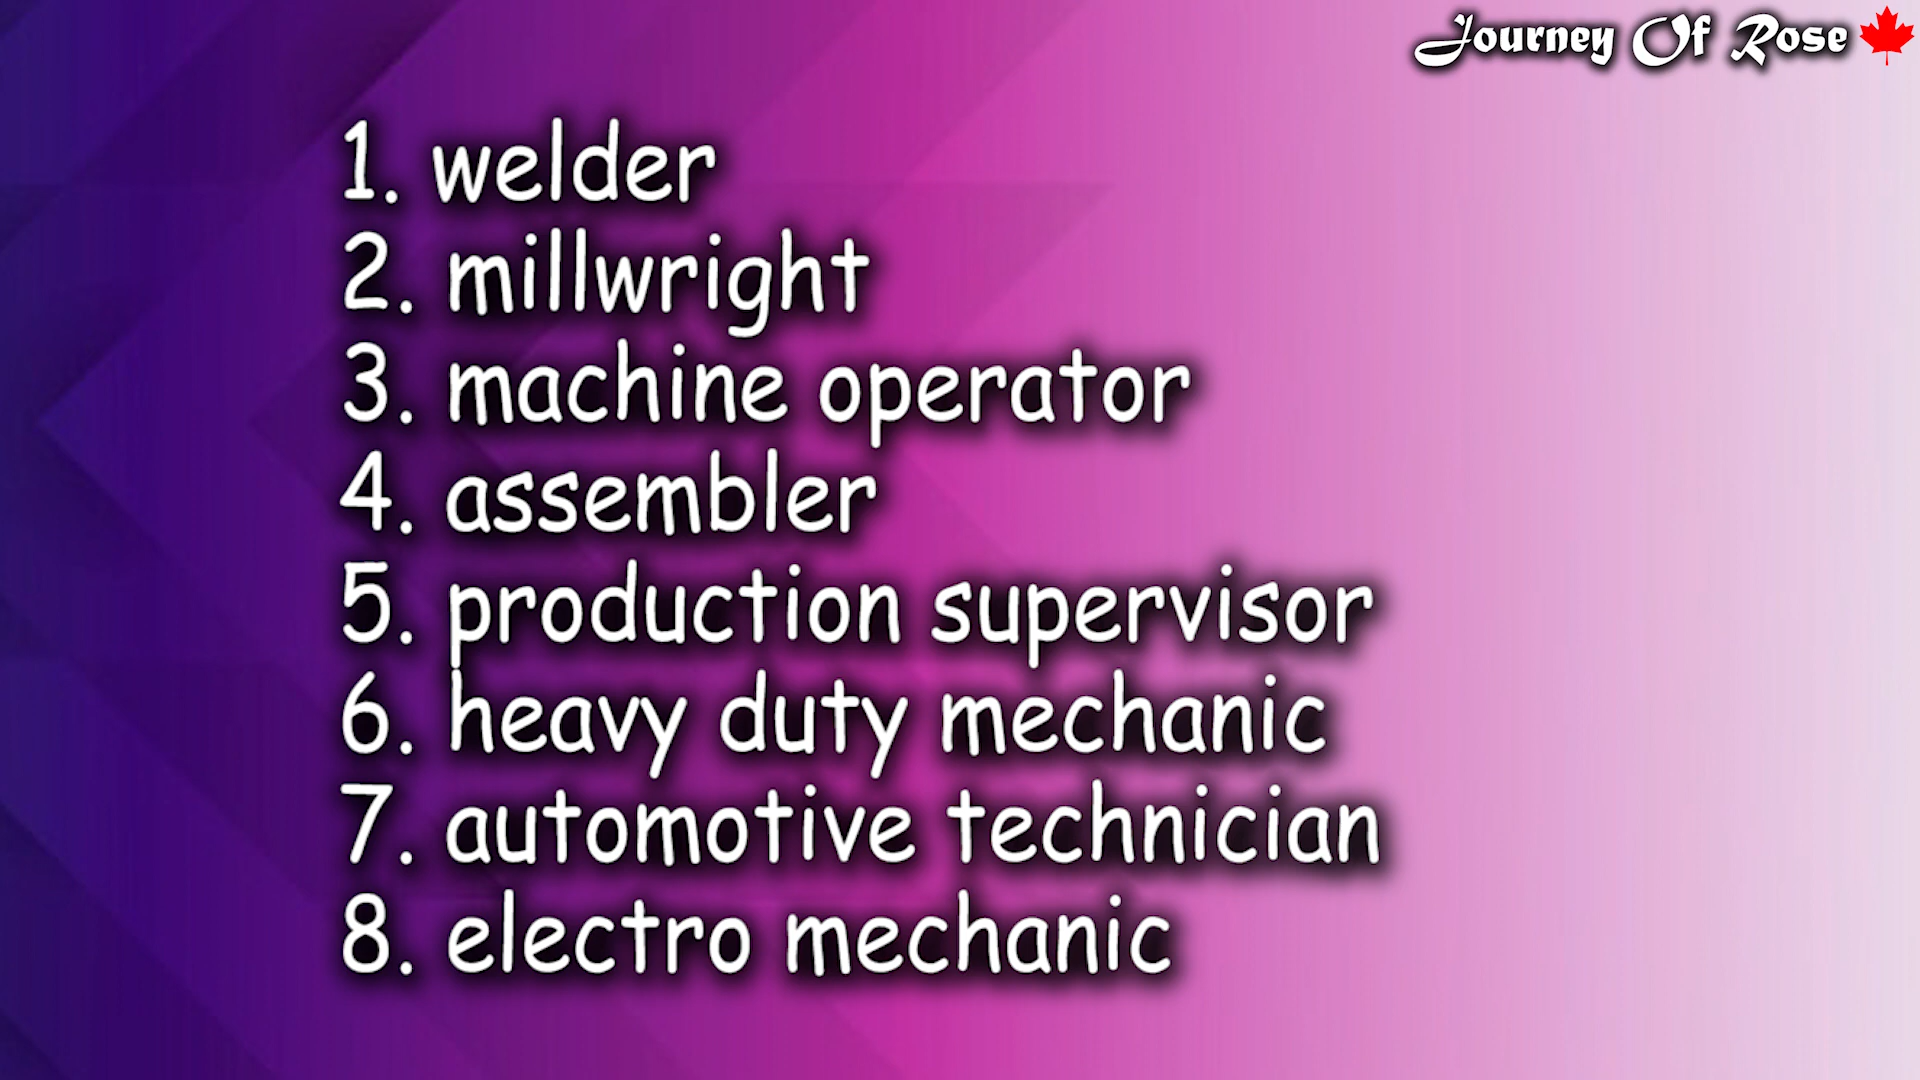 Journey Of Rose
1. welder
2. millwright
3. machine operator
4. assembler
5. production supervisor
6. heavy duty mechanic
7. automotive technician
8. electro mechanic